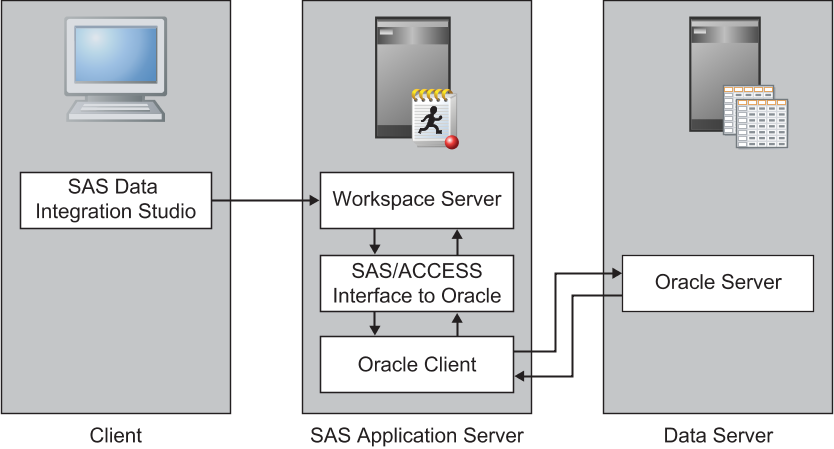 SAS Data
Integration Studio
Workspace Server
SAS/ACCESS
Interface to Oracle
Oracle Client
Oracle Server
Client
SAS Application Server
Data Server